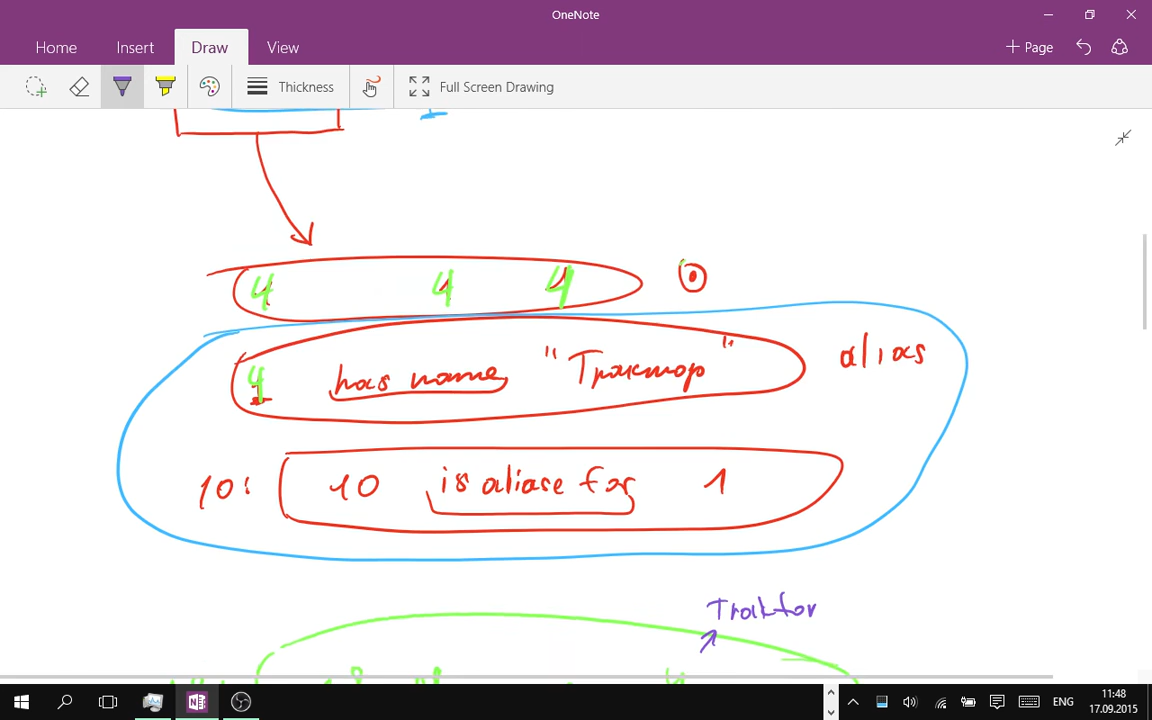 OneNote
Home Insert Draw View + Page
Thickness Full Screen Drawing
4 4 4
4 has name "Трактор" alias
10: 10 is aliase for 1
Traktor
ENG 11:48
17.09.2015